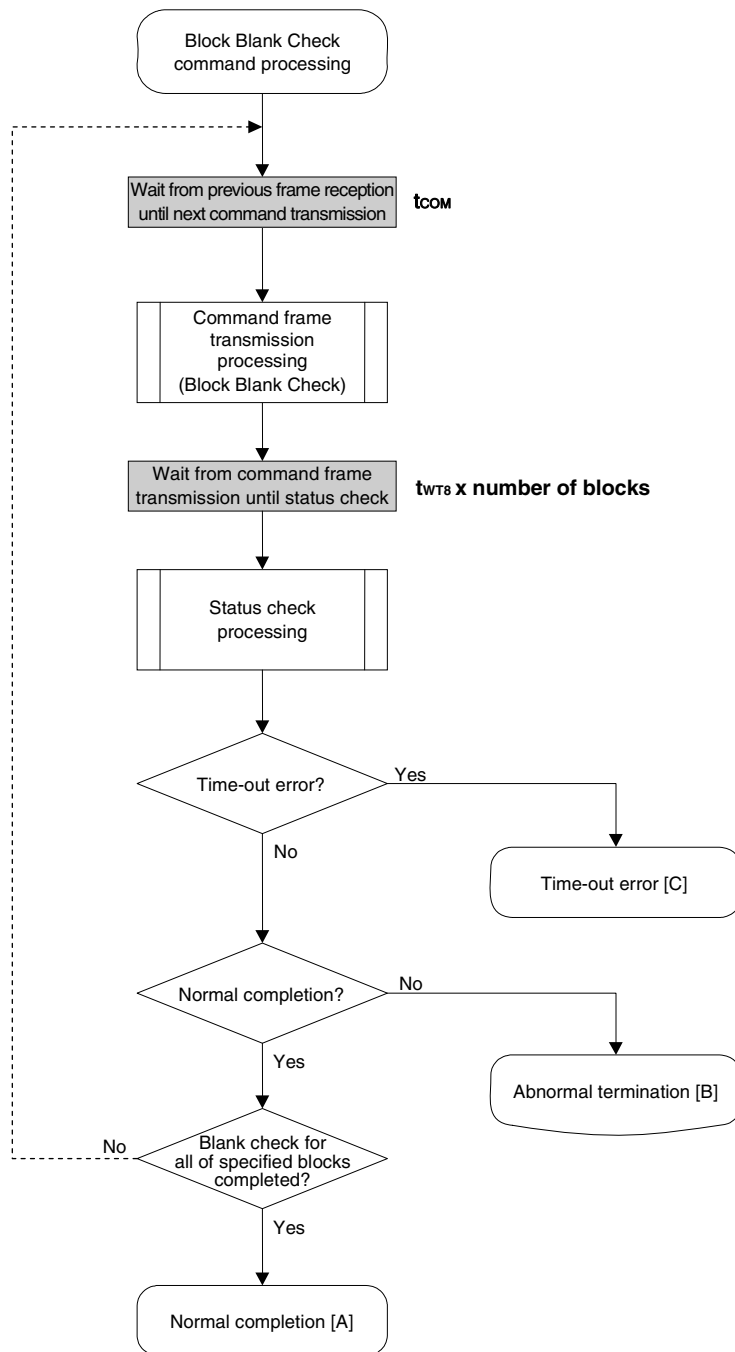 Block Blank Check
command processing
Wait from previous frame reception
until next command transmission
tCOM
Command frame
transmission
processing
(Block Blank Check)
Wait from command frame
transmission until status check
tWT8 x number of blocks
Status check
processing
Time-out error?
Yes
No
Time-out error [C]
Normal completion?
No
Yes
Abnormal termination [B]
No
Blank check for
all of specified blocks
completed?
Yes
Normal completion [A]